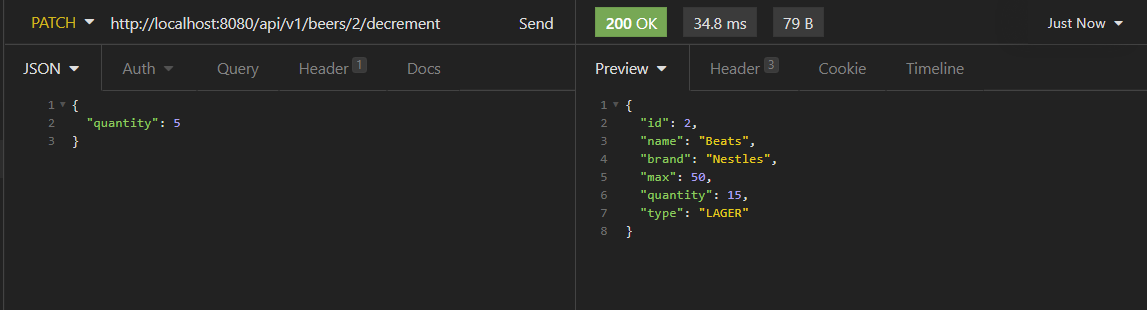 PATCH http://localhost:8080/api/v1/beers/2/decrement Send
JSON Auth Query Header 1 Docs
1 {
2 "quantity": 5
3 }
200 OK 34.8 ms 79 B Just Now
Preview Header 3 Cookie Timeline
1 {
2 "id": 2,
3 "name": "Beats",
4 "brand": "Nestles",
5 "max": 50,
6 "quantity": 15,
7 "type": "LAGER"
8 }